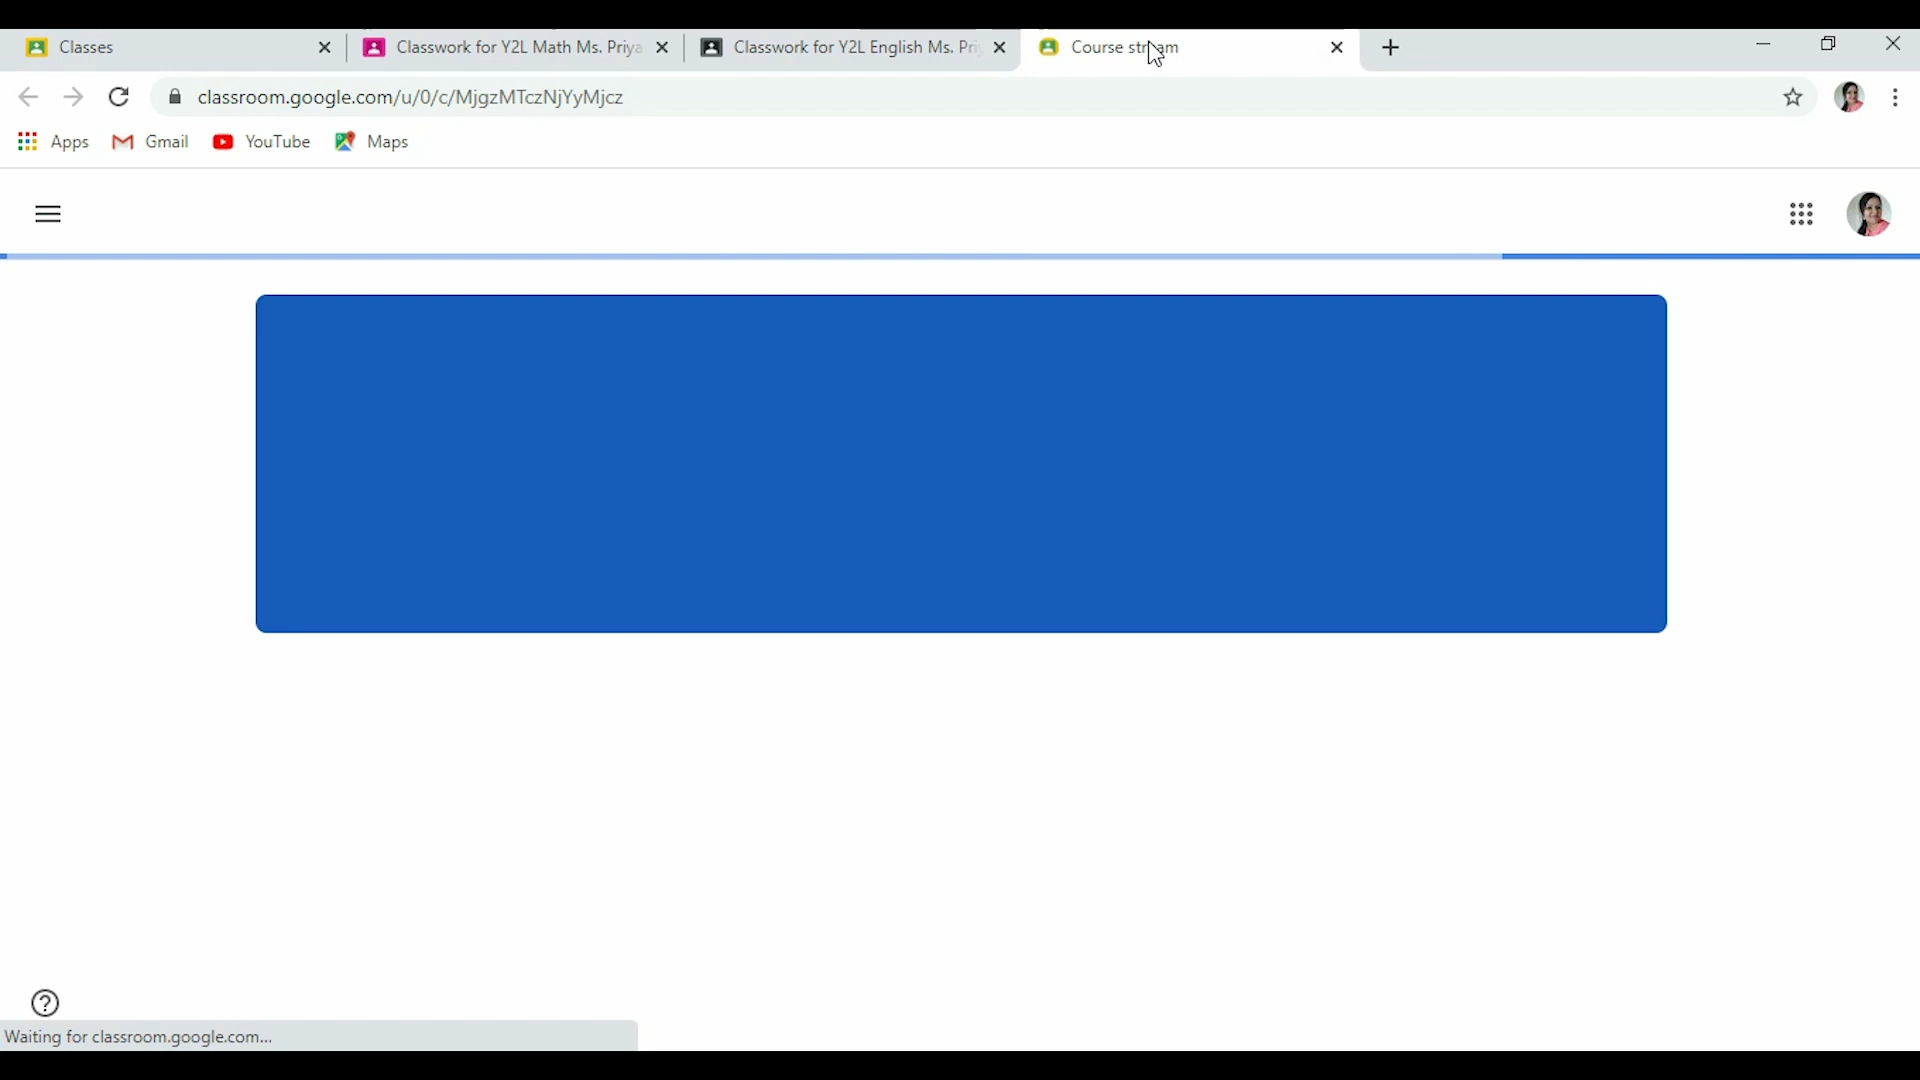 Classes
Classwork for Y2L Math Ms. Priya
Classwork for Y2L English Ms. Pri
Course stream
classroom.google.com/u/0/c/MjgzMTczNjYyMjcz
Apps
Gmail
YouTube
Maps
Waiting for classroom.google.com...